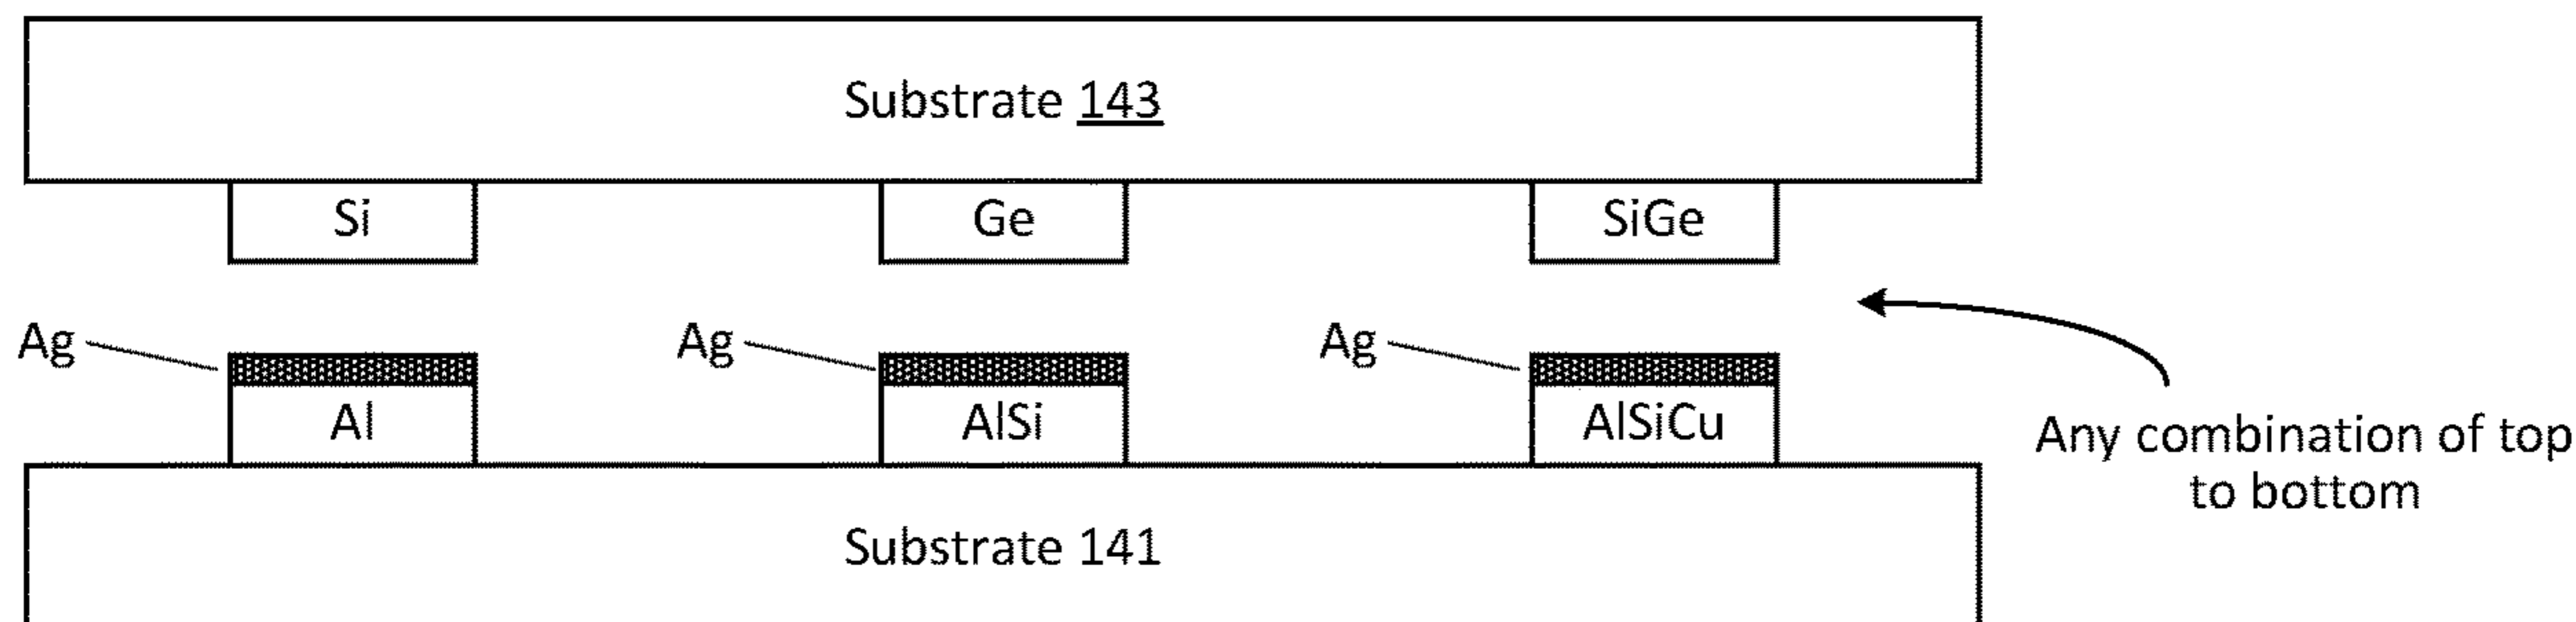 Substrate 143
Si
Ge
SiGe
Ag
Ag
Ag
Al
AlSi
AlSiCu
Any combination of top
to bottom
Substrate 141